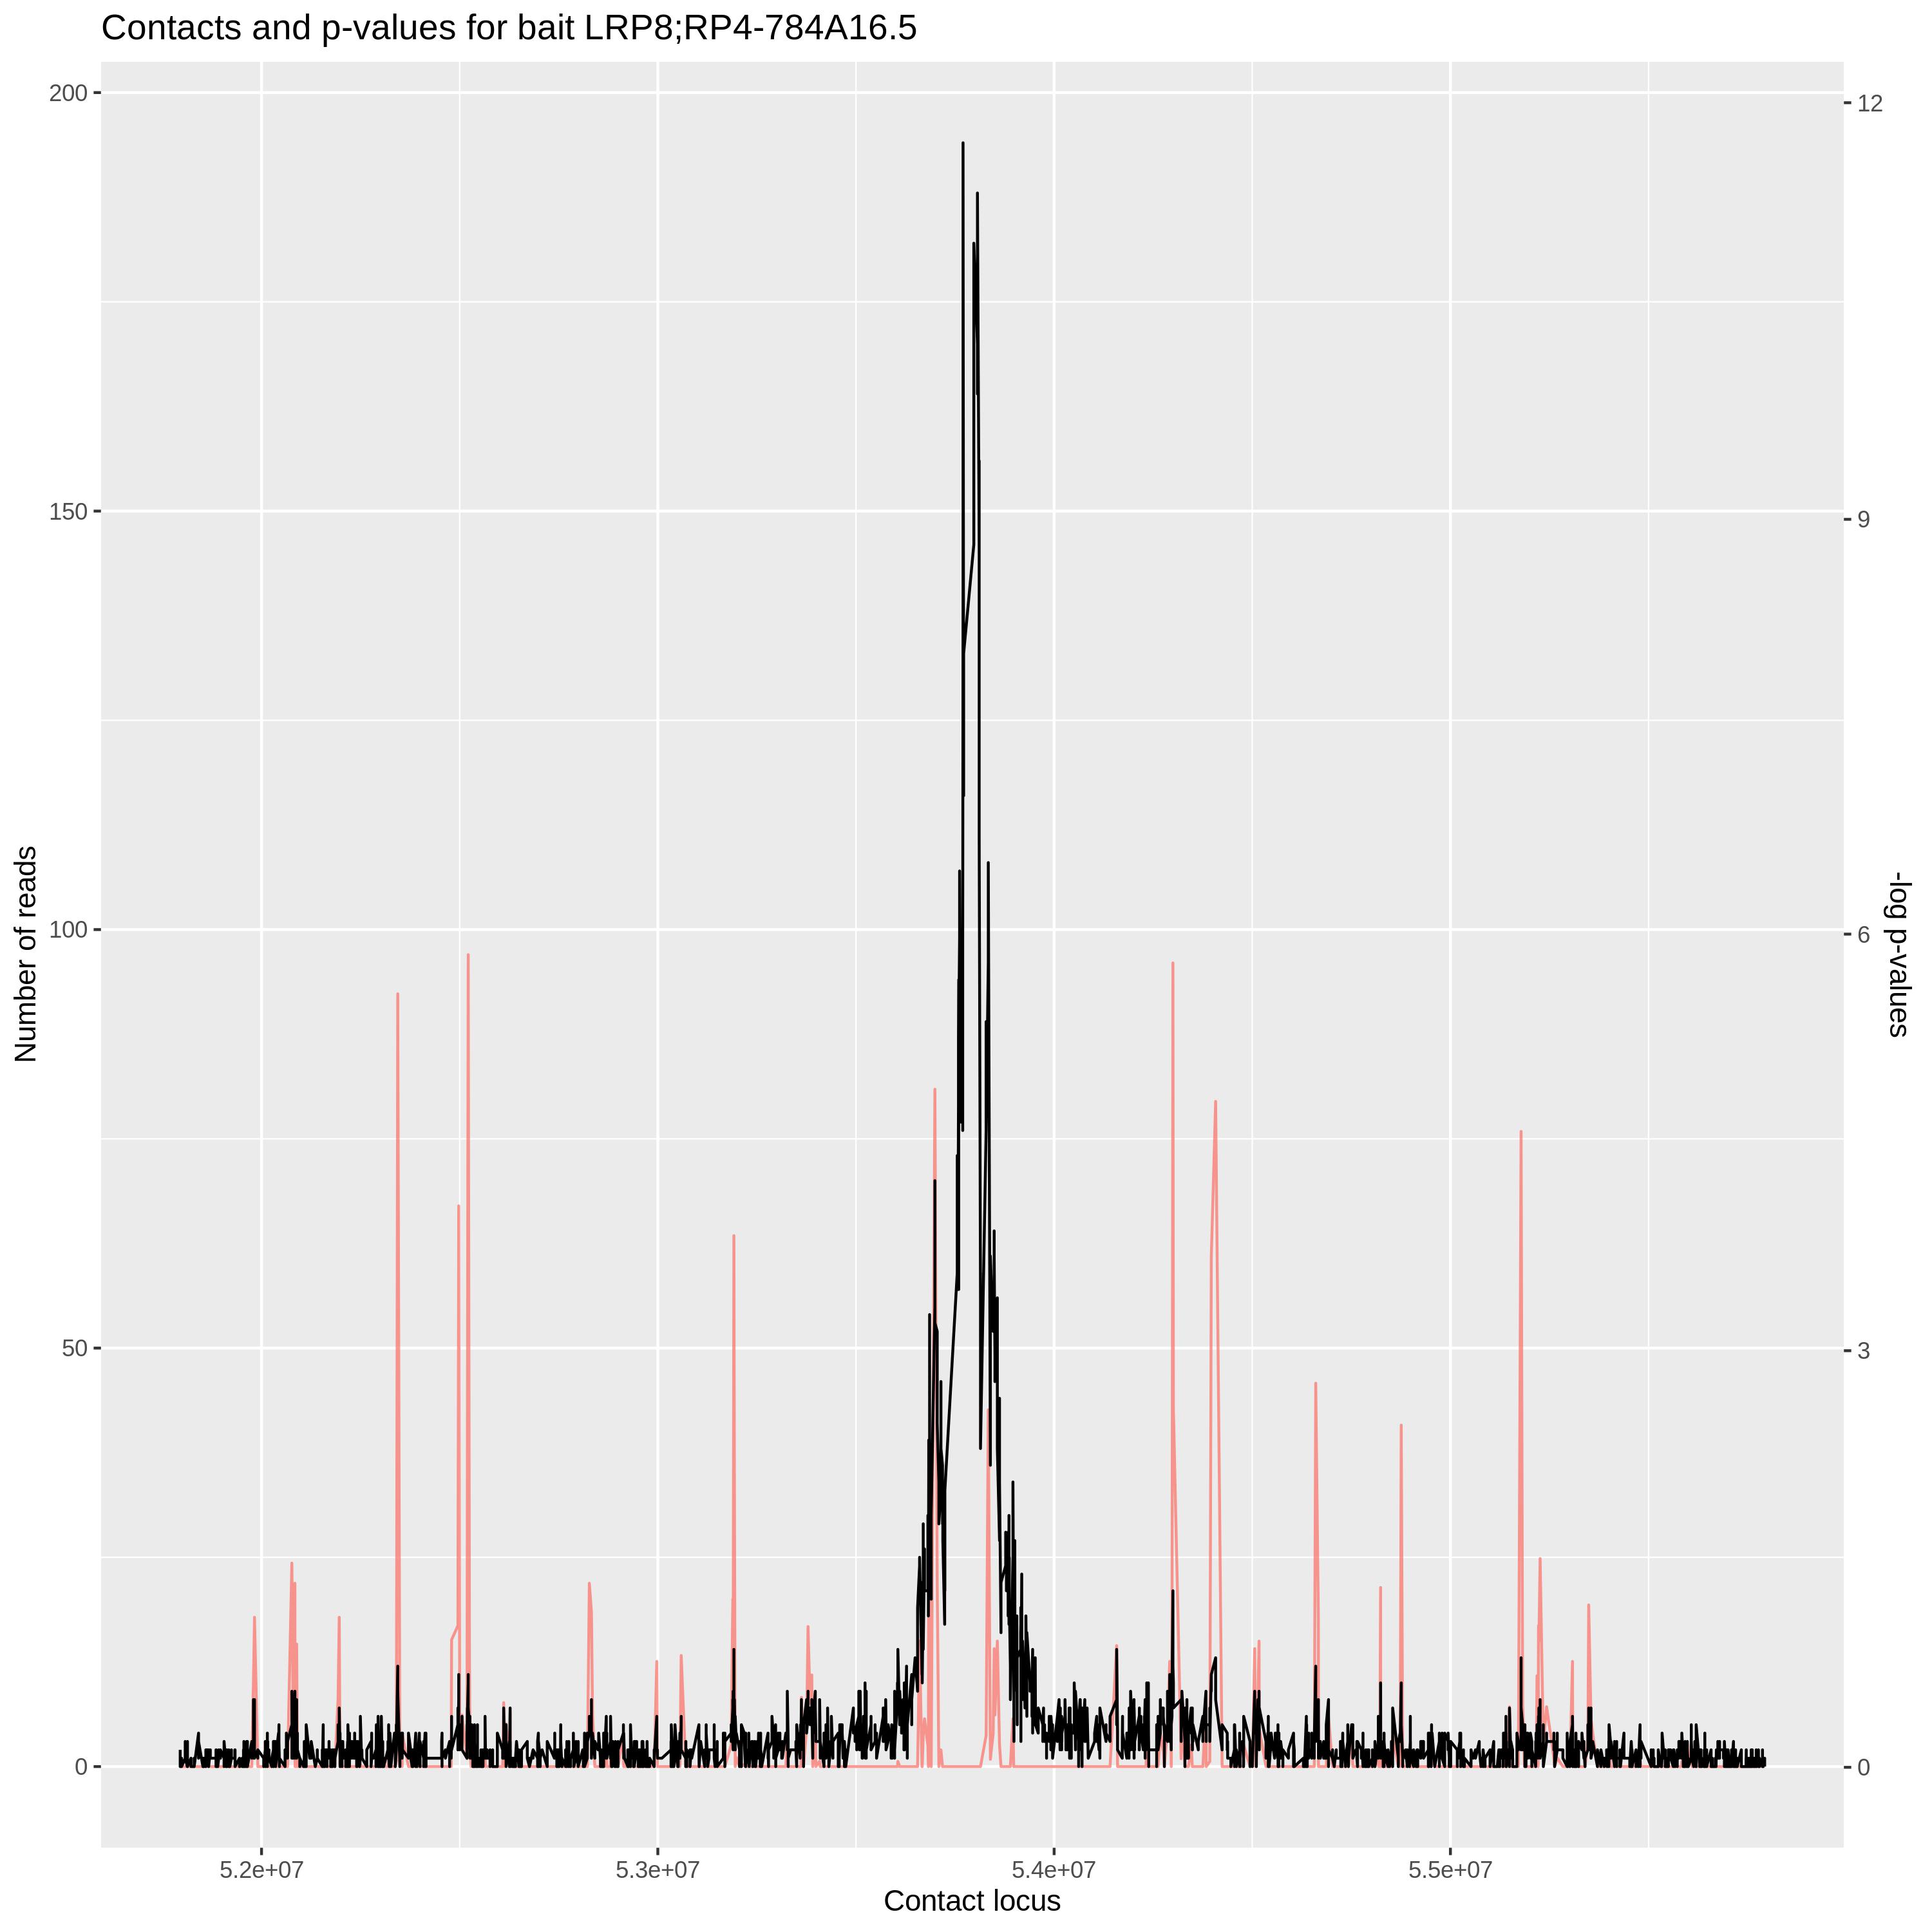 Contacts and p-values for bait LRP8;RP4-784A16.5
200
150
100
50
0
12
9
6
3
0
Number of reads
-log p-values
5.2e+07
5.3e+07
5.4e+07
5.5e+07
Contact locus